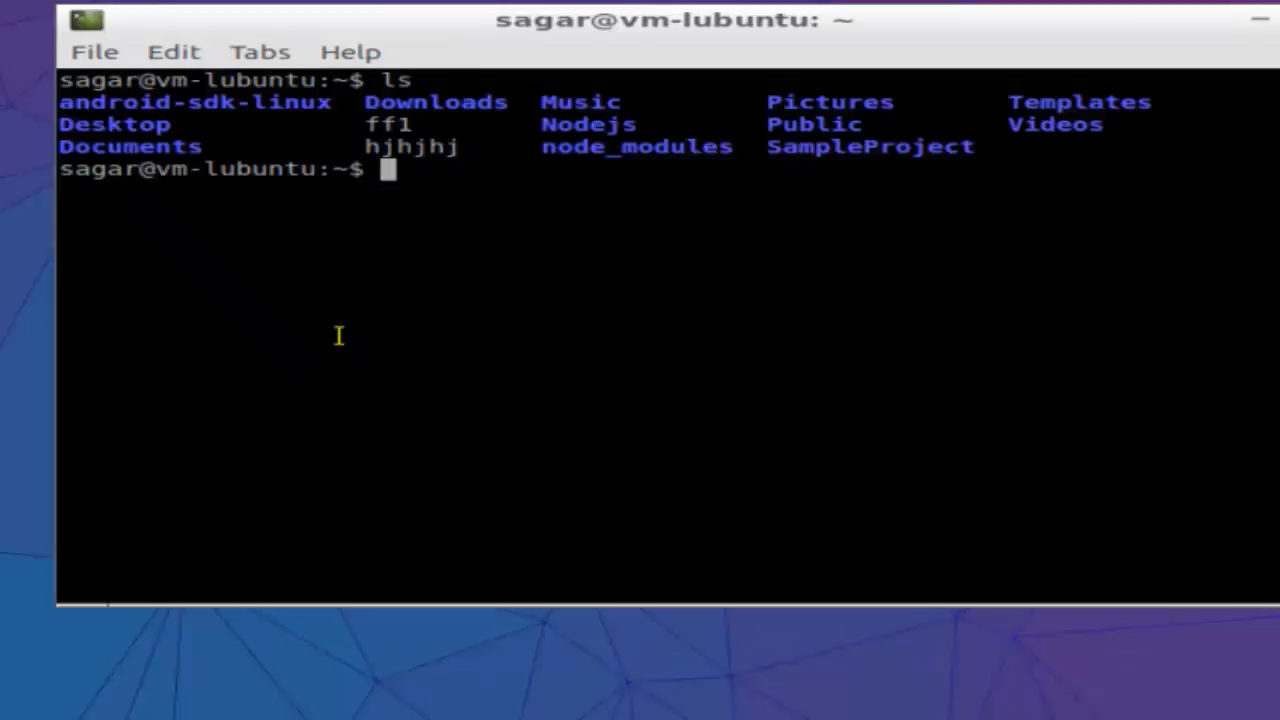 sagar@vm-lubuntu: ~
File Edit Tabs Help
sagar@vm-lubuntu:~$ ls
android-sdk-linux Downloads Music Pictures Templates
Desktop ff1 Nodejs Public Videos
Documents hjhjhj node_modules SampleProject
sagar@vm-lubuntu:~$